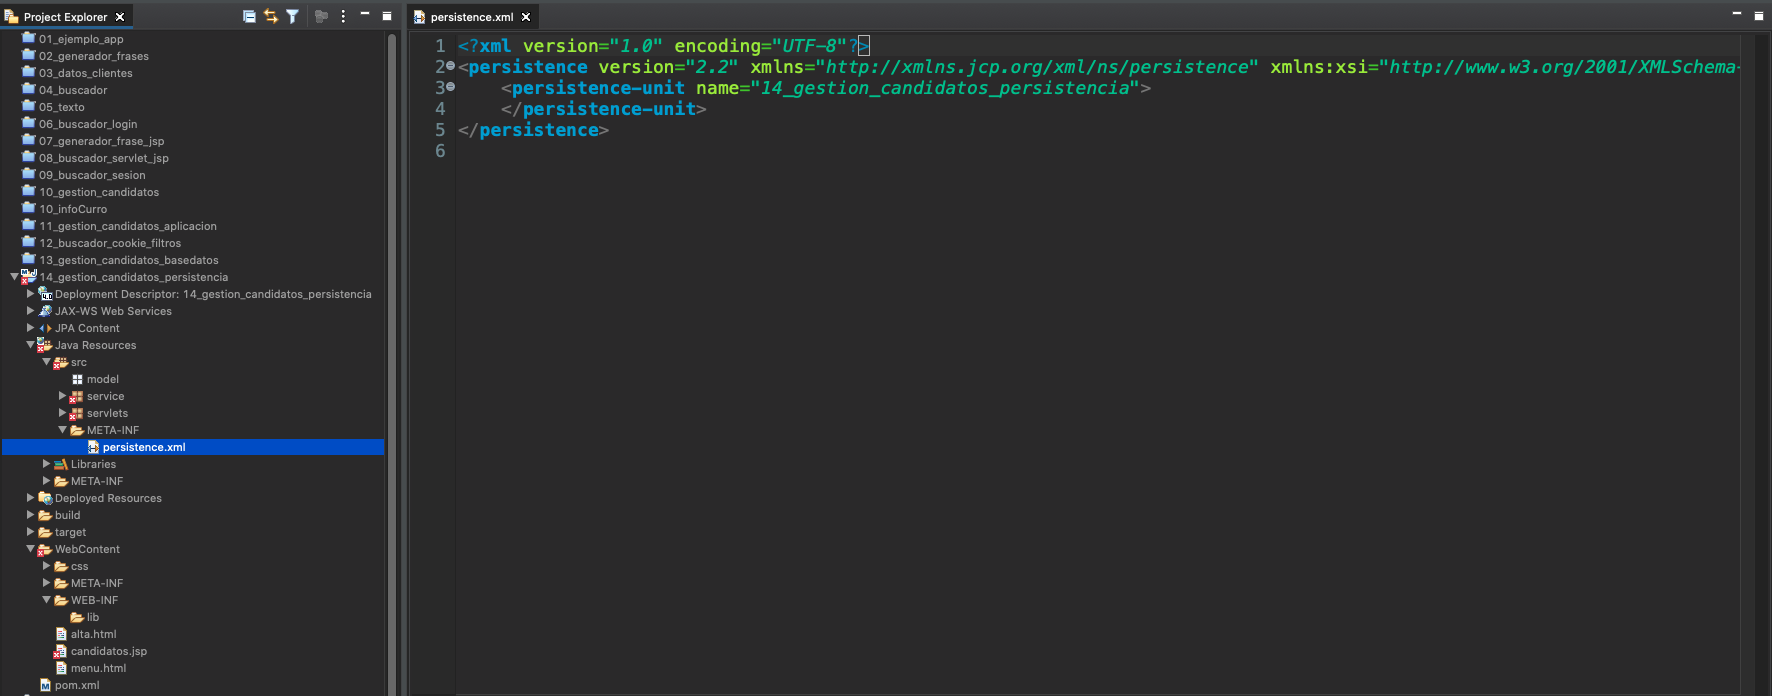 Project Explorer
01_ejemplo_app
02_generador_frases
03_datos_clientes
04_buscador
05_texto
06_buscador_login
07_generador_frase_jsp
08_buscador_servlet_jsp
09_buscador_sesion
10_gestion_candidatos
10_infoCurro
11_gestion_candidatos_aplicacion
12_buscador_cookie_filtros
13_gestion_candidatos_basedatos
14_gestion_candidatos_persistencia
Deployment Descriptor: 14_gestion_candidatos_persistencia
JAX-WS Web Services
JPA Content
Java Resources
src
model
service
servlets
META-INF
persistence.xml
Libraries
META-INF
Deployed Resources
build
target
WebContent
css
META-INF
WEB-INF
lib
alta.html
candidatos.jsp
menu.html
pom.xml
persistence.xml
1 <?xml version="1.0" encoding="UTF-8"?>
2 <persistence version="2.2" xmlns="http://xmlns.jcp.org/xml/ns/persistence" xmlns:xsi="http://www.w3.org/2001/XMLSchema-
3 <persistence-unit name="14_gestion_candidatos_persistencia">
4 </persistence-unit>
5 </persistence>
6